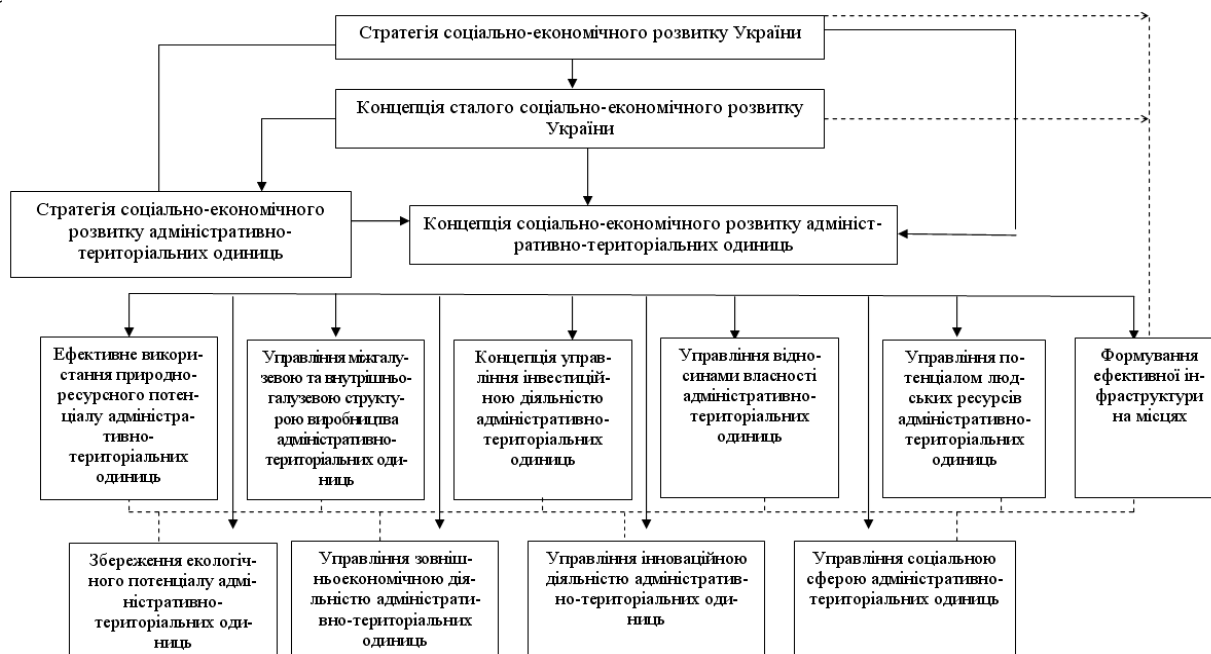 Стратегія соціально-економічного розвитку України
Концепція сталого соціально-економічного розвитку
України
Стратегія соціально-економічного
розвитку адміністративно-
територіальних одиниць
Концепція соціально-економічного розвитку адмініст-
ративно-територіальних одиниць
Ефективне викори-
стання природно-
ресурсного потен-
ціалу адміністра-
тивно-
територіальних
одиниць
Управління міжгалу-
зевою та внутрішньо-
галузевою структу-
рою виробництва
адміністративно-
територіальних оди-
ниць
Концепція управ-
ління інвестицій-
ною діяльністю
адміністративно-
територіальних
одиниць
Управління відно-
синами власності
адміністративно-
територіальних
одиниць
Управління по-
тенціалом люд-
ських ресурсів
адміністративно-
територіальних
одиниць
Формування
ефективної ін-
фраструктури
на місцях
Збереження екологіч-
ного потенціалу адмі-
ністративно-
територіальних оди-
ниць
Управління зовніш-
ньоекономічною ді-
яльністю адміністрати-
вно-територіальних
одиниць
Управління інноваційною
діяльністю адміністратив-
но-територіальних оди-
ниць
Управління соціальною
сферою адміністративно-
територіальних одиниць